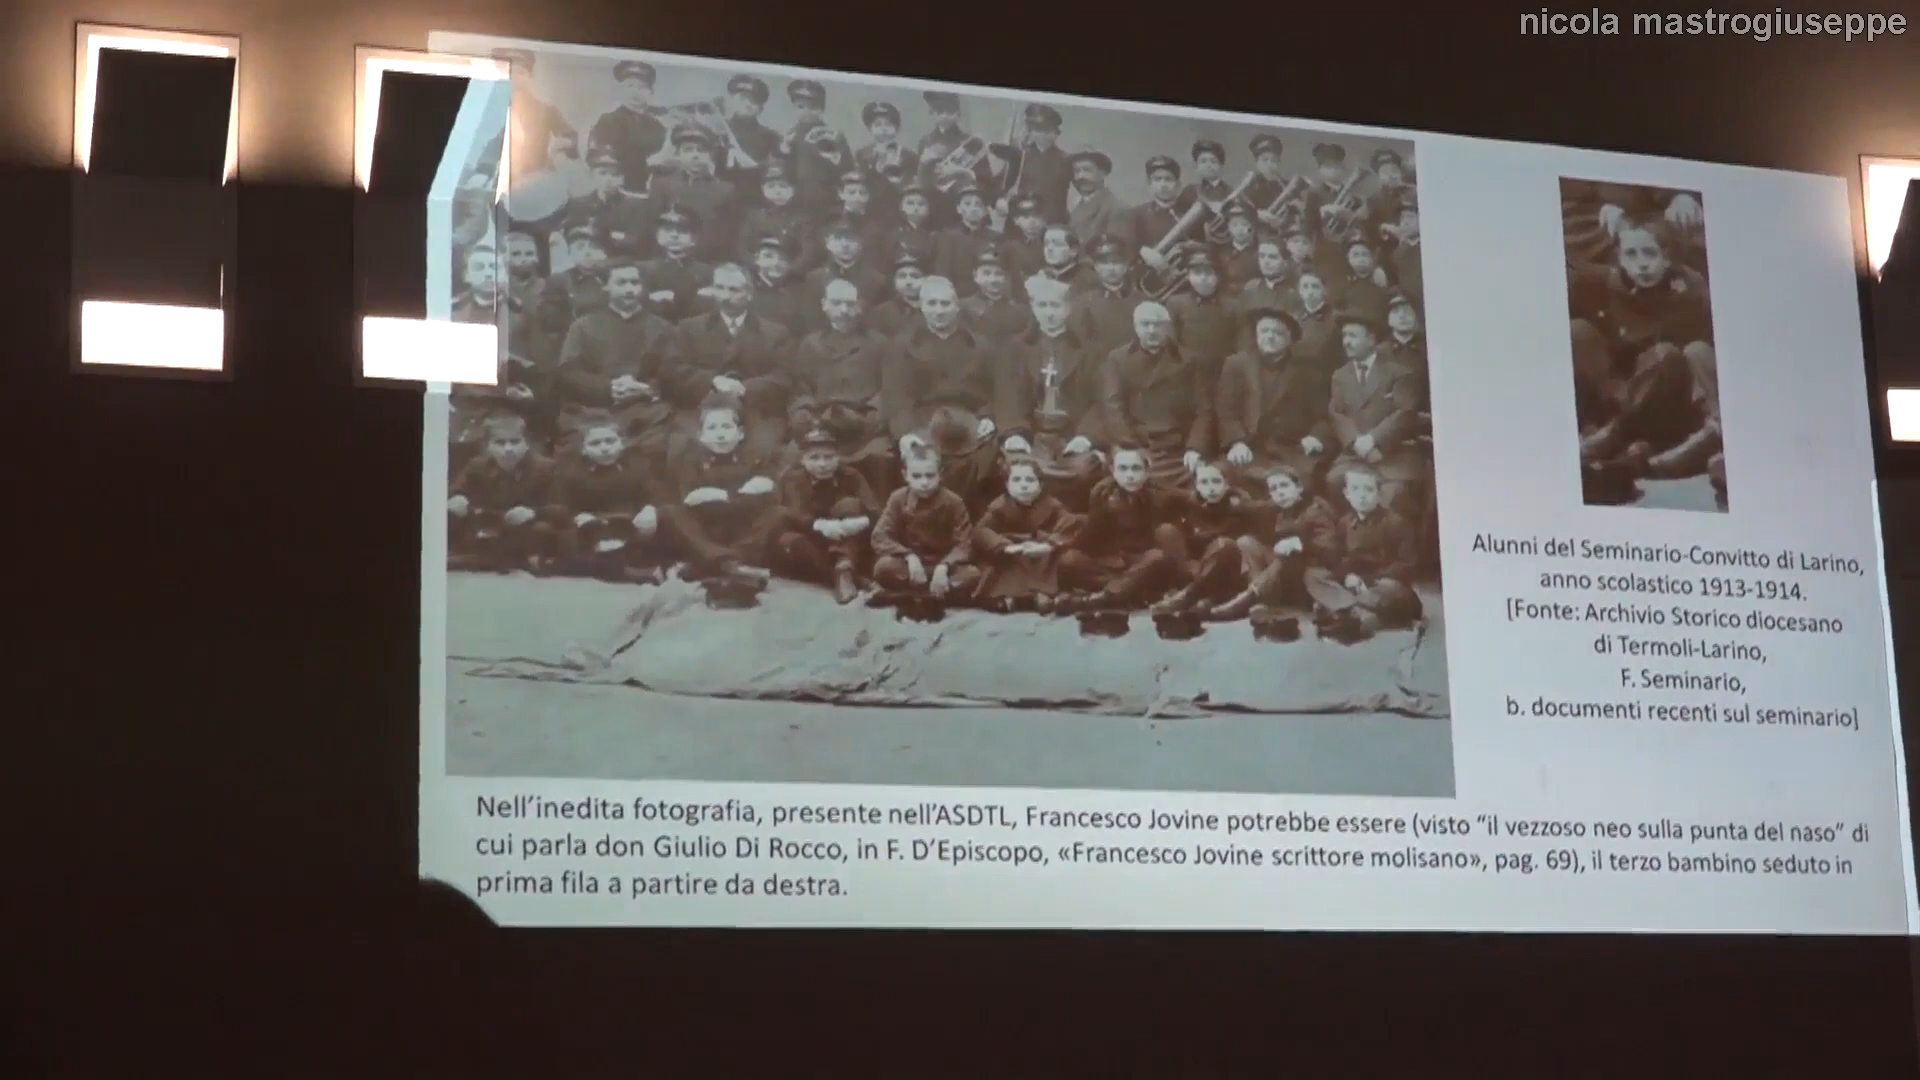 nicola mastrogiuseppe
Alunni del Seminario-Convitto di Larino,
anno scolastico 1913-1914.
[Fonte: Archivio Storico diocesano
di Termoli-Larino,
F. Seminario,
b. documenti recenti sul seminario]
Nell'inedita fotografia, presente nell'ASDTL, Francesco Jovine potrebbe essere (visto "il vezzoso neo sulla punta del naso" di
cui parla don Giulio Di Rocco, in F. D'Episcopo, «Francesco Jovine scrittore molisano», pag. 69), il terzo bambino seduto in
prima fila a partire da destra.